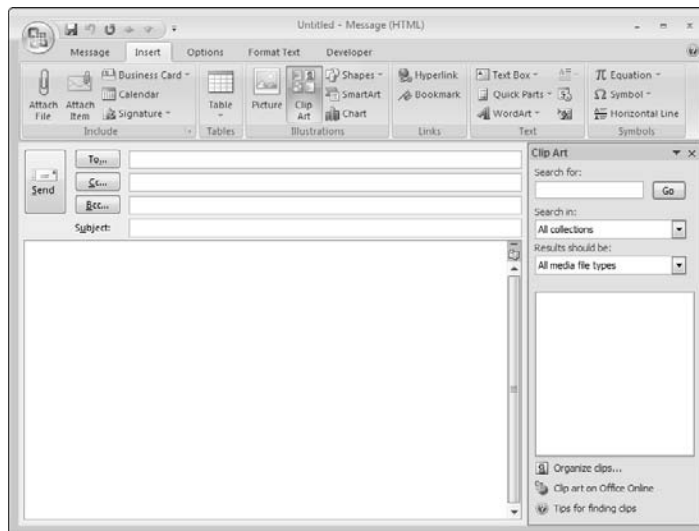 Untitled - Message (HTML)
Message Insert Options Format Text Developer
Attach File
Attach Item
Business Card
Calendar
Signature
Include
Table
Tables
Picture
Clip Art
Shapes
SmartArt
Chart
Illustrations
Hyperlink
Bookmark
Links
Text Box
Quick Parts
WordArt
Text
π Equation
Ω Symbol
Horizontal Line
Symbols
Send
To...
Cc...
Bcc...
Subject:
Clip Art
Search for:
Go
Search in:
All collections
Results should be:
All media file types
Organize clips...
Clip art on Office Online
Tips for finding clips